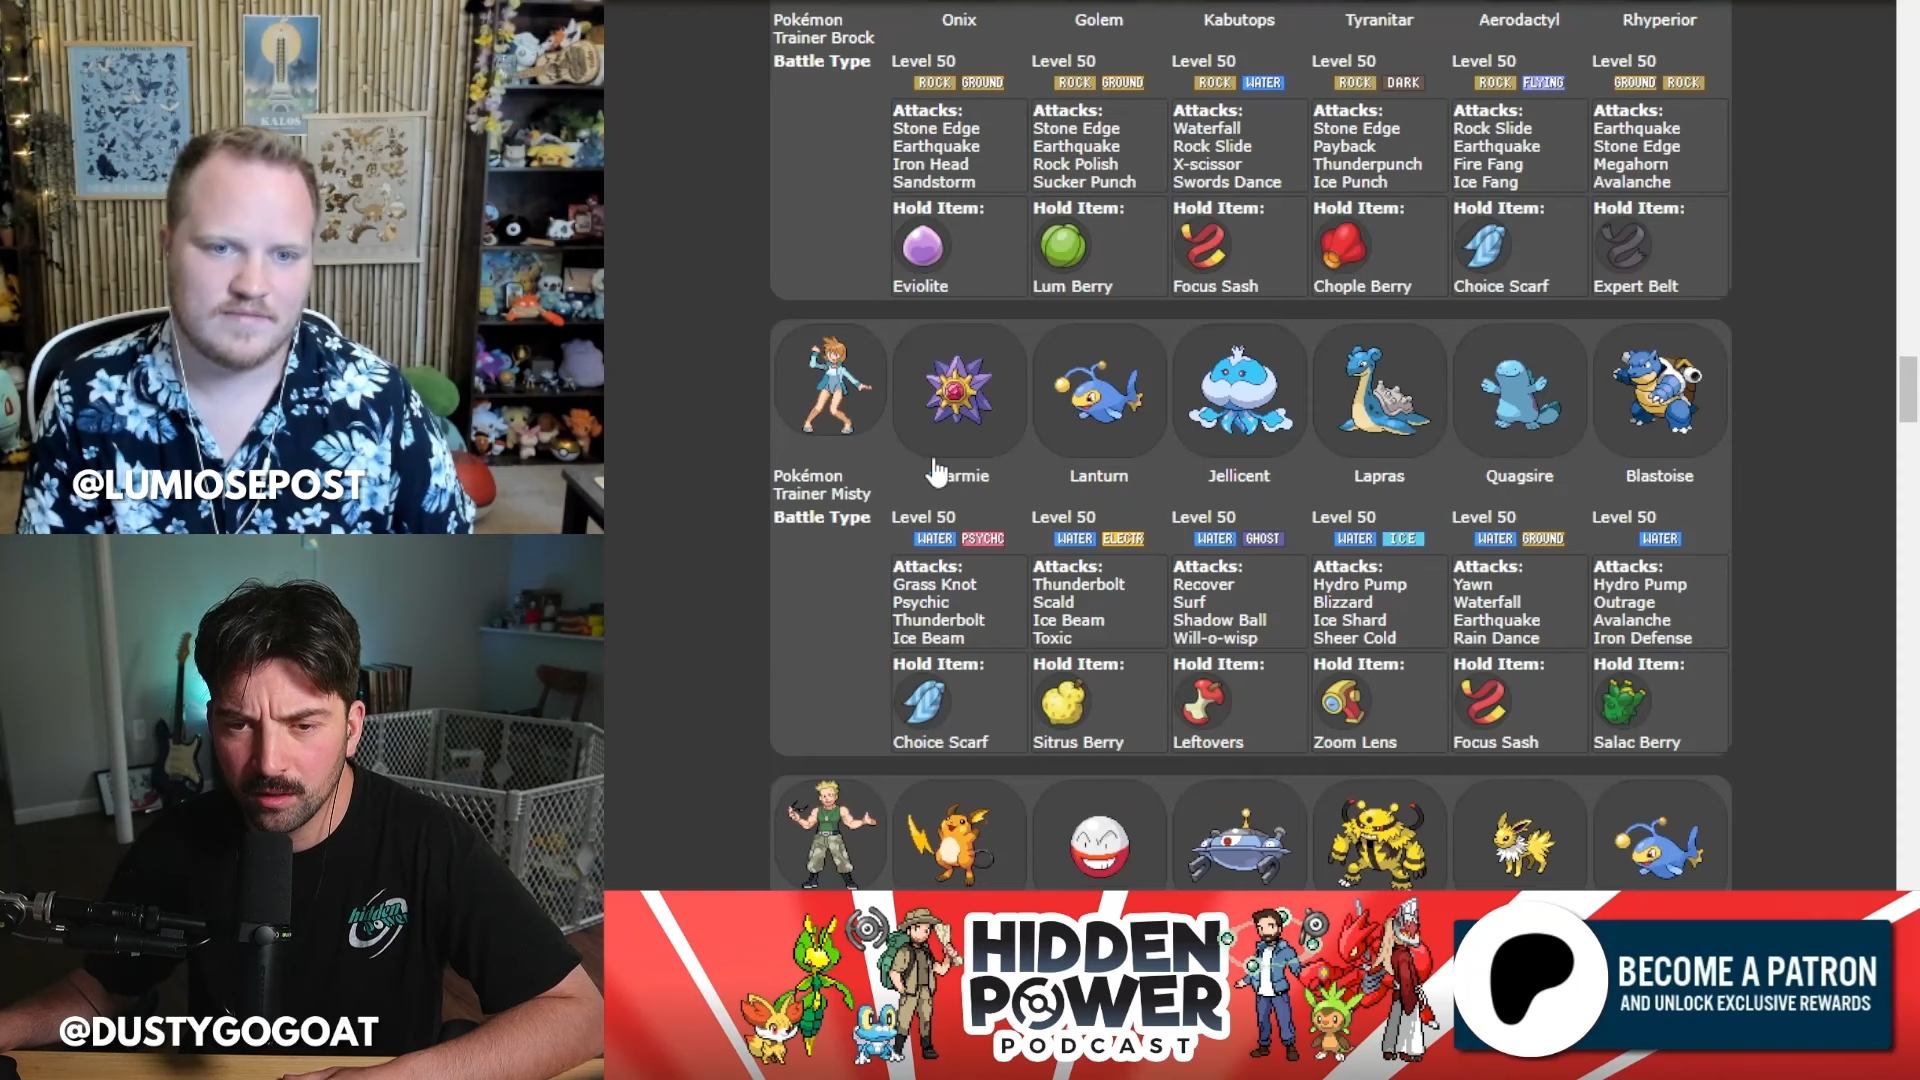 KALOS
@LUMIOSEPOST
hidden
power
@DUSTYGOGOAT
Pokémon
Trainer Brock
Onix
Golem
Kabutops
Tyranitar
Aerodactyl
Rhyperior
Battle Type
Level 50
Level 50
Level 50
Level 50
Level 50
Level 50
ROCK GROUND
ROCK GROUND
ROCK WATER
ROCK DARK
ROCK FLYING
GROUND ROCK
Attacks:
Stone Edge
Earthquake
Iron Head
Sandstorm
Attacks:
Stone Edge
Earthquake
Rock Polish
Sucker Punch
Attacks:
Waterfall
Rock Slide
X-scissor
Swords Dance
Attacks:
Stone Edge
Payback
Thunderpunch
Ice Punch
Attacks:
Rock Slide
Earthquake
Fire Fang
Ice Fang
Attacks:
Earthquake
Stone Edge
Megahorn
Avalanche
Hold Item:
Eviolite
Hold Item:
Lum Berry
Hold Item:
Focus Sash
Hold Item:
Chople Berry
Hold Item:
Choice Scarf
Hold Item:
Expert Belt
Pokémon
Trainer Misty
armie
Lanturn
Jellicent
Lapras
Quagsire
Blastoise
Battle Type
Level 50
Level 50
Level 50
Level 50
Level 50
Level 50
WATER PSYCHC
WATER ELECTR
WATER GHOST
WATER ICE
WATER GROUND
WATER
Attacks:
Grass Knot
Psychic
Thunderbolt
Ice Beam
Attacks:
Thunderbolt
Scald
Ice Beam
Toxic
Attacks:
Recover
Surf
Shadow Ball
Will-o-wisp
Attacks:
Hydro Pump
Blizzard
Ice Shard
Sheer Cold
Attacks:
Yawn
Waterfall
Earthquake
Rain Dance
Attacks:
Hydro Pump
Outrage
Avalanche
Iron Defense
Hold Item:
Choice Scarf
Hold Item:
Sitrus Berry
Hold Item:
Leftovers
Hold Item:
Zoom Lens
Hold Item:
Focus Sash
Hold Item:
Salac Berry
HIDDEN
POWER
PODCAST
BECOME A PATRON
AND UNLOCK EXCLUSIVE REWARDS